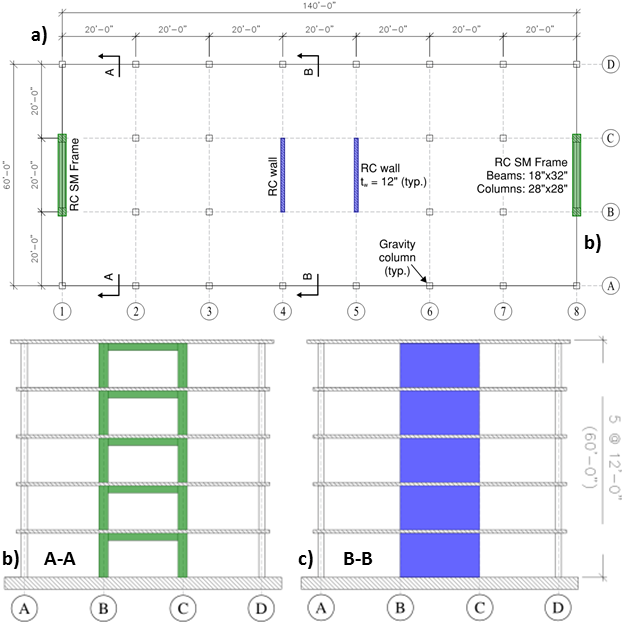 140'-0"
a)
20'-0" 20'-0" 20'-0" 20'-0" 20'-0" 20'-0" 20'-0"
A B
D
20'-0"
C
60'-0"
20'-0"
RC SM Frame
RC wall
RC wall
tw = 12" (typ.)
RC SM Frame
Beams: 18"x32"
Columns: 28"x28"
B
b)
20'-0"
Gravity
column
(typ.)
A B
A
1 2 3 4 5 6 7 8
5 @ 12'-0"
(60'-0")
b) A-A
c) B-B
A B C D
A B C D